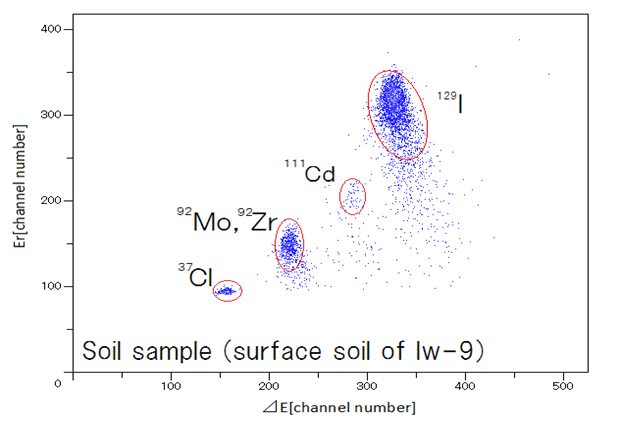 400
300
200
100
0
Er[channel number]
¹²⁹I
¹¹¹Cd
⁹²Mo,⁹²Zr
³⁷Cl
Soil sample (surface soil of Iw-9)
100
200
300
400
500
⊿E[channel number]